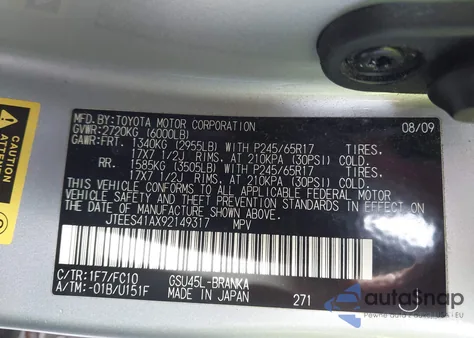 MFD.BY:TOYOTA MOTOR CORPORATION 08/09
GVWR:2720KG (6000LB)
GAWR:FRT. 1340KG (2955LB) WITH P245/65R17 TIRES,
17X7 1/2J RIMS, AT 210KPA (30PSI) COLD.
RR. 1585KG (3505LB) WITH P245/65R17 TIRES,
17X7 1/2J RIMS, AT 210KPA (30PSI) COLD.
THIS VEHICLE CONFORMS TO ALL APPLICABLE FEDERAL MOTOR
VEHICLE SAFETY STANDARDS IN EFFECT ON THE
DATE OF MANUFACTURE SHOWN ABOVE.
JTEES41AX92149317 MPV
C/TR:1F7/FC10 GSU45L-BRANKA
A/TM:-01B/U151F MADE IN JAPAN 271
CAUTION
autoSnap